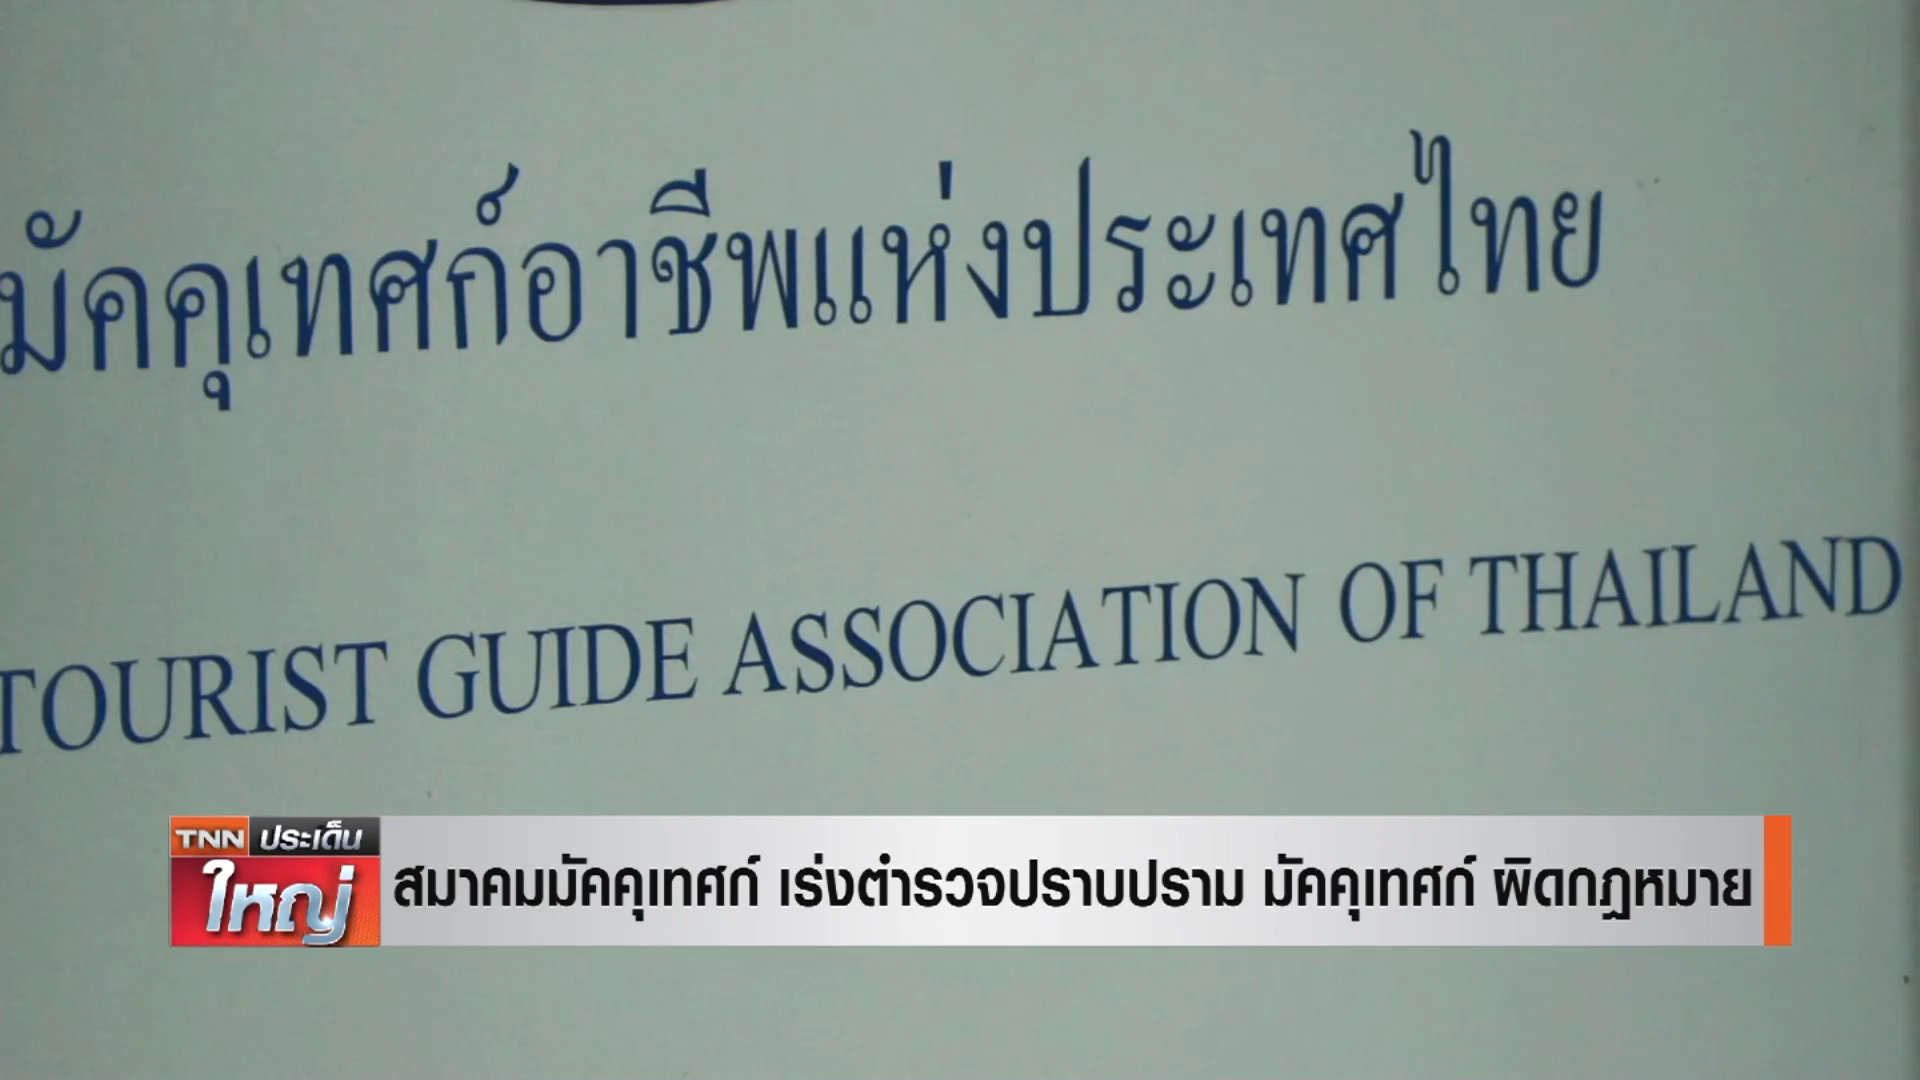 มัคคุเทศก์อาชีพแห่งประเทศไทย
TOURIST GUIDE ASSOCIATION OF THAILAND
TNN ประเด็น
ใหญ่
สมาคมมัคคุเทศก์ เร่งตำรวจปราบปราม มัคคุเทศก์ ผิดกฎหมาย